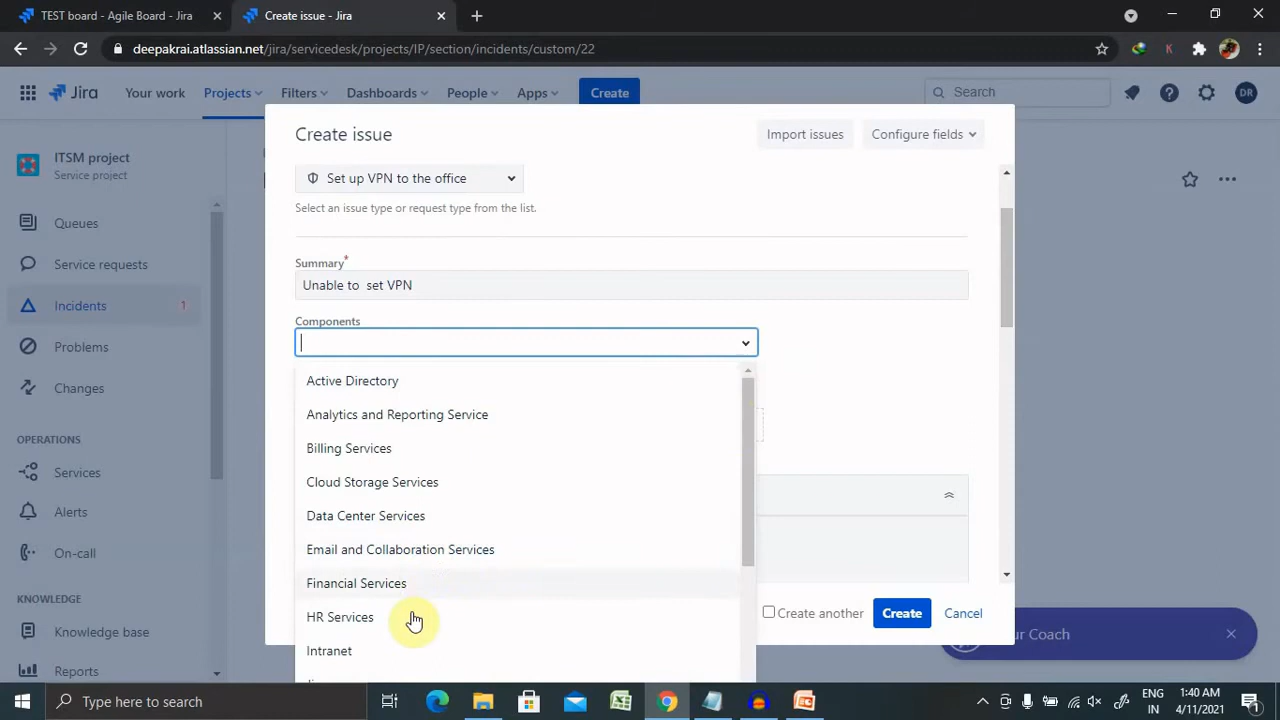 TEST board - Agile Board - Jira
Create issue - Jira
deepakrai.atlassian.net/jira/servicedesk/projects/IP/section/incidents/custom/22
K
Jira
Your work
Projects
Filters
Dashboards
People
Apps
Create
Search
DR
ITSM project
Service project
Queues
Service requests
Incidents
1
Problems
Changes
OPERATIONS
Services
Alerts
On-call
KNOWLEDGE
Knowledge base
Reports
Create issue
Import issues
Configure fields
Set up VPN to the office
Select an issue type or request type from the list.
Summary*
Unable to  set VPN
Components
Active Directory
Analytics and Reporting Service
Billing Services
Cloud Storage Services
Data Center Services
Email and Collaboration Services
Financial Services
HR Services
Intranet
Create another
Create
Cancel
ur Coach
Type here to search
ENG
IN
1:40 AM
4/11/2021
1